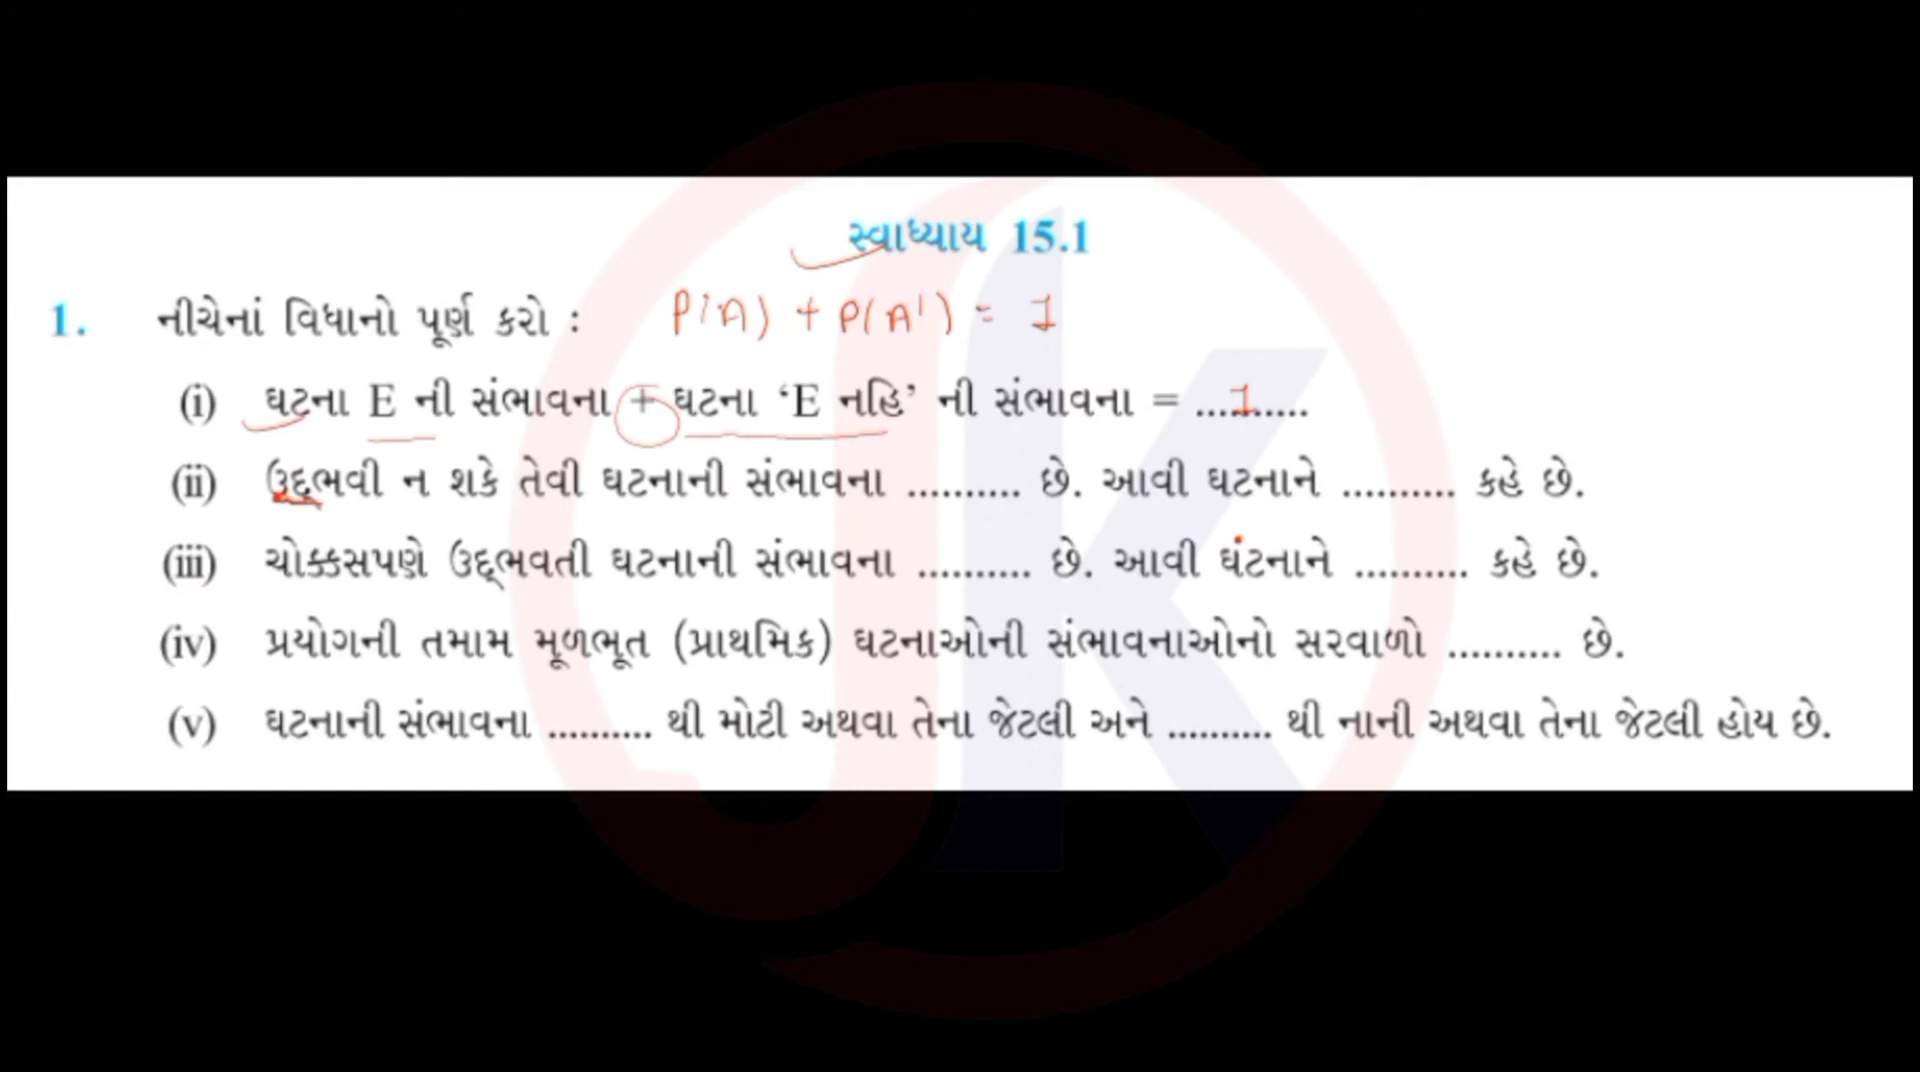 સ્વાધ્યાય 15.1
1. નીચેનાં વિધાનો પૂર્ણ કરો : P(A) + P(A') = 1
(i) ઘટના E ની સંભાવના + ઘટના ‘E નહિ’ ની સંભાવના = ....1......
(ii) ઉદ્દભવી ન શકે તેવી ઘટનાની સંભાવના .......... છે. આવી ઘટનાને .......... કહે છે.
(iii) ચોક્કસપણે ઉદ્દ્ભવતી ઘટનાની સંભાવના .......... છે. આવી ઘટનાને .......... કહે છે.
(iv) પ્રયોગની તમામ મૂળભૂત (પ્રાથમિક) ઘટનાઓની સંભાવનાઓનો સરવાળો .......... છે.
(v) ઘટનાની સંભાવના .......... થી મોટી અથવા તેના જેટલી અને .......... થી નાની અથવા તેના જેટલી હોય છે.